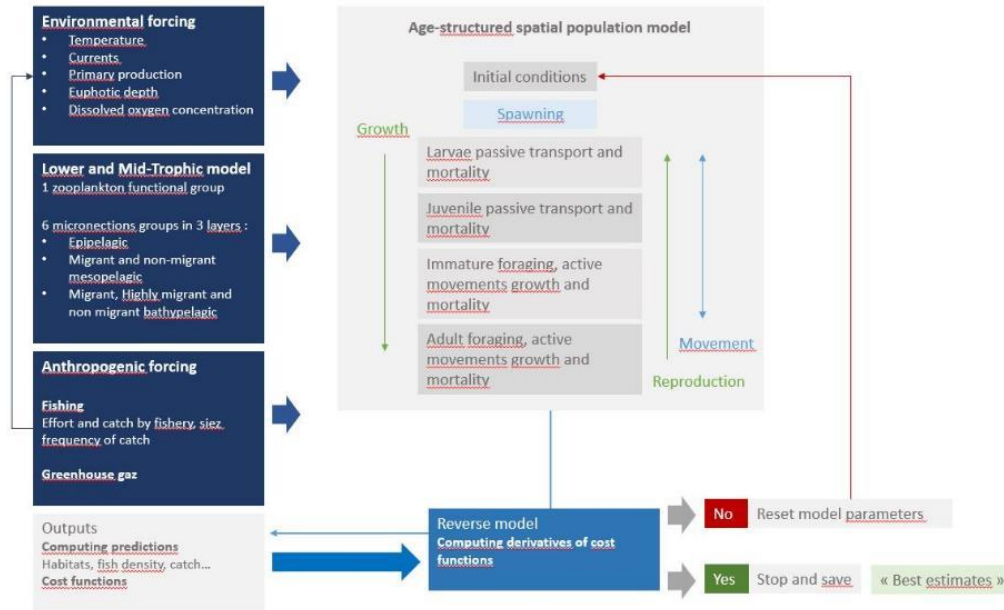 Environmental forcing
• Temperature
• Currents
• Primary production
• Euphotic depth
• Dissolved oxygen concentration
Lower and Mid-Trophic model
1 zooplankton functional group
6 micronections groups in 3 layers :
• Epipelagic
• Migrant and non-migrant
mesopelagic
• Migrant, Highly migrant and
non migrant bathypelagic
Anthropogenic forcing
Fishing
Effort and catch by fishery, siez
frequency of catch
Greenhouse gaz
Outputs
Computing predictions
Habitats, fish density, catch...
Cost functions
Age-structured spatial population model
Initial conditions
Spawning
Growth
Larvae passive transport and
mortality
Juvenile passive transport and
mortality
Immature foraging, active
movements growth and
mortality
Adult foraging, active
movements growth and
mortality
Movement
Reproduction
Reverse model
Computing derivatives of cost
functions
No
Reset model parameters
Yes
Stop and save
« Best estimates »